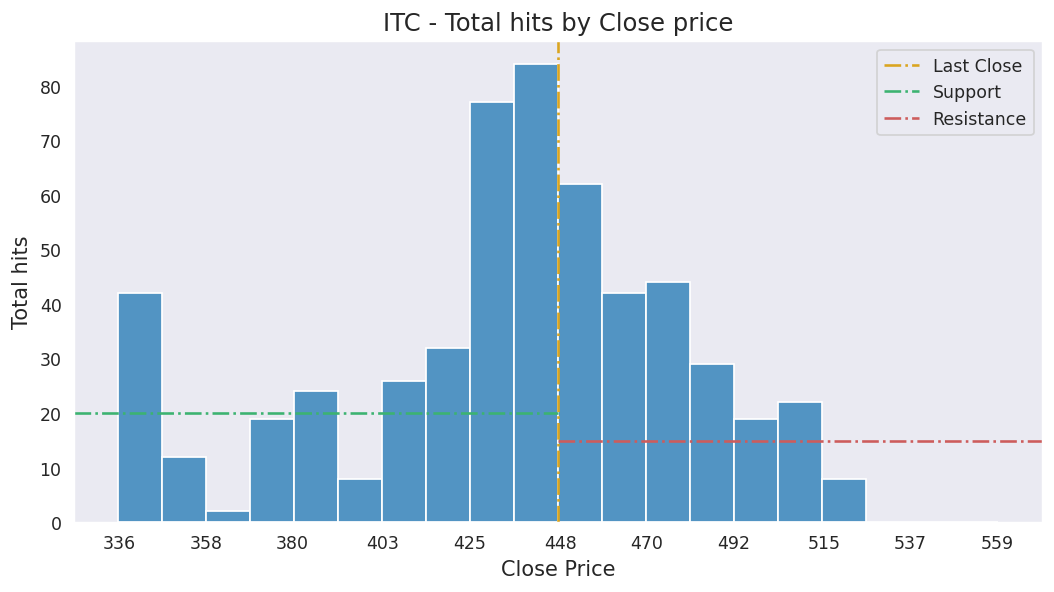 ITC - Total hits by Close price
Last Close
Support
Resistance
Total hits
80
70
60
50
40
30
20
10
0
336 358 380 403 425 448 470 492 515 537 559
Close Price